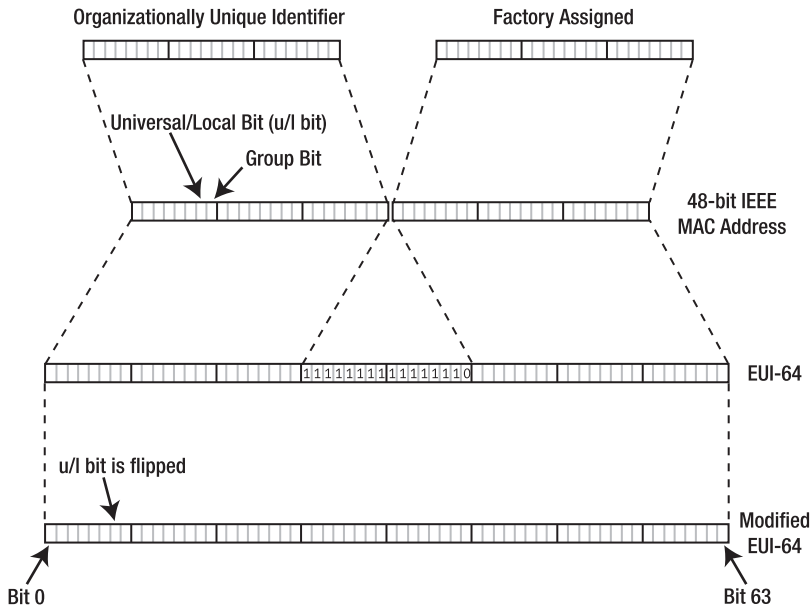 Organizationally Unique Identifier
Factory Assigned
Universal/Local Bit (u/l bit)
Group Bit
48-bit IEEE
MAC Address
1111111111111110
EUI-64
u/l bit is flipped
Modified
EUI-64
Bit 0
Bit 63